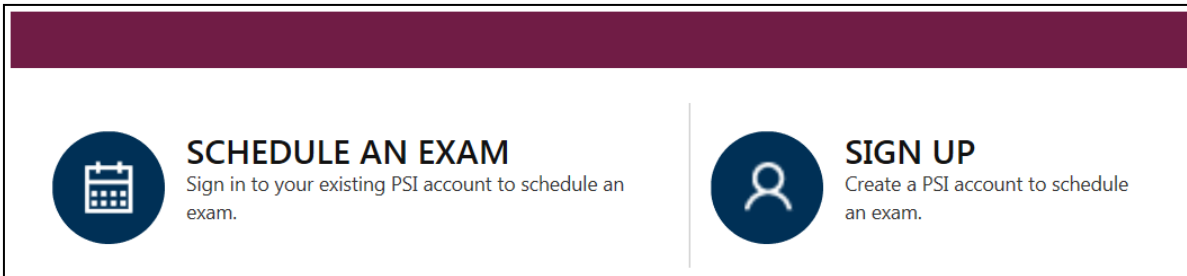 SCHEDULE AN EXAM
Sign in to your existing PSI account to schedule an
exam.
SIGN UP
Create a PSI account to schedule
an exam.